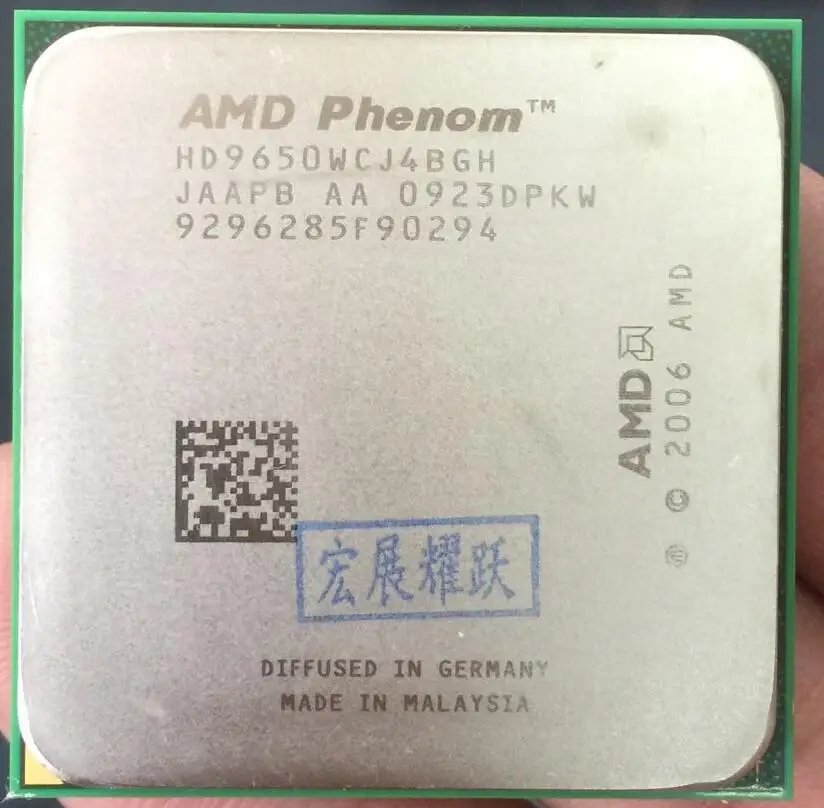 AMD Phenom™
HD9650WCJ4BGH
JAAPB AA 0923DPKW
9296285F90294
AMD
© 2006 AMD
宏展耀跃
DIFFUSED IN GERMANY
MADE IN MALAYSIA